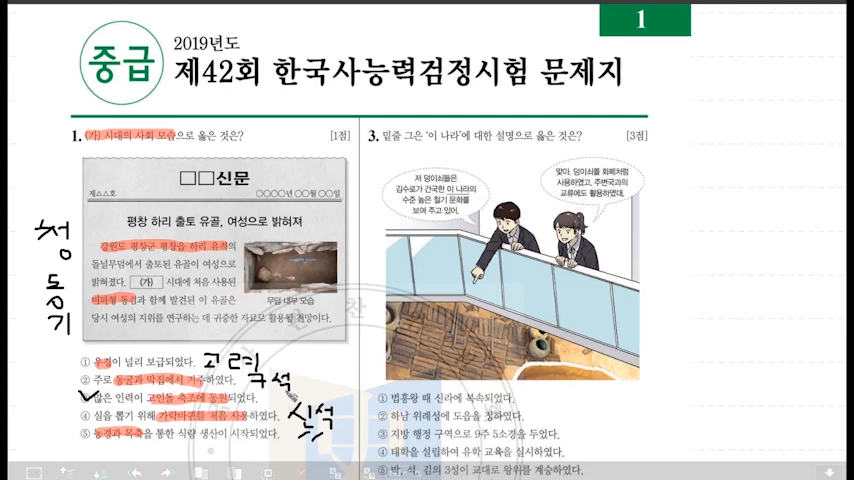 1
중급
2019년도
제42회 한국사능력검정시험 문제지
1. (가) 시대의 사회 모습으로 옳은 것은? [1점]
□□신문
제△△호 ○○○○년 ○○월 ○○일
평창 하리 출토 유골, 여성으로 밝혀져
강원도 평창군 평창읍 하리 유적의
돌널무덤에서 출토된 유골이 여성으로
밝혀졌다. (가) 시대에 처음 사용된
비파형 동검과 함께 발견된 이 유골은
당시 여성의 지위를 연구하는 데 귀중한 자료로 활용될 전망이다.
무덤 내부 모습
청동기
① 우경이 널리 보급되었다. 고려
② 주로 동굴과 막집에서 거주하였다. 구석
③ 많은 인력이 고인돌 축조에 동원되었다.
④ 실을 뽑기 위해 가락바퀴를 처음 사용하였다. 신석
⑤ 농경과 목축을 통한 식량 생산이 시작되었다.
3. 밑줄 그은 '이 나라'에 대한 설명으로 옳은 것은? [3점]
저 덩이쇠들은
김수로가 건국한 이 나라의
수준 높은 철기 문화를
보여 주고 있어.
맞아. 덩이쇠를 화폐처럼
사용하였고, 주변국과의
교류에도 활용하였대.
① 법흥왕 때 신라에 복속되었다.
② 하남 위례성에 도읍을 정하였다.
③ 지방 행정 구역으로 9주 5소경을 두었다.
④ 태학을 설립하여 유학 교육을 실시하였다.
⑤ 박, 석, 김의 3성이 교대로 왕위를 계승하였다.